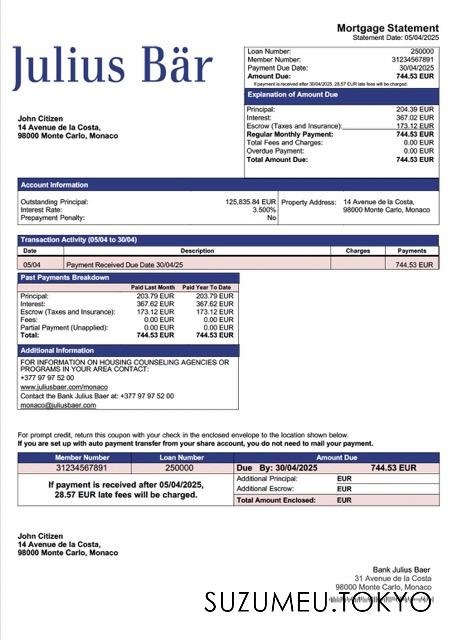 Mortgage Statement
Statement Date: 05/04/2025
Julius Bär
Loan Number: 250000
Member Number: 31234567891
Payment Due Date: 30/04/2025
Amount Due: 744.53 EUR
If payment is received after 30/04/2025, 28.57 EUR late fees will be charged.
Explanation of Amount Due
Principal: 204.39 EUR
Interest: 367.02 EUR
Escrow (Taxes and Insurance): 173.12 EUR
Regular Monthly Payment: 744.53 EUR
Total Fees and Charges: 0.00 EUR
Overdue Payment: 0.00 EUR
Total Amount Due: 744.53 EUR
John Citizen
14 Avenue de la Costa,
98000 Monte Carlo, Monaco
Account Information
Outstanding Principal: 125,835.84 EUR
Interest Rate: 3.500%
Prepayment Penalty: No
Property Address: 14 Avenue de la Costa,
98000 Monte Carlo, Monaco
Transaction Activity (05/04 to 30/04)
Date Description Charges Payments
05/04 Payment Received Due Date 30/04/25 744.53 EUR
Past Payments Breakdown
Paid Last Month Paid Year To Date
Principal: 203.79 EUR 203.79 EUR
Interest: 367.62 EUR 367.62 EUR
Escrow (Taxes and Insurance): 173.12 EUR 173.12 EUR
Fees: 0.00 EUR 0.00 EUR
Partial Payment (Unapplied): 0.00 EUR 0.00 EUR
Total: 744.53 EUR 744.53 EUR
Additional Information
FOR INFORMATION ON HOUSING COUNSELING AGENCIES OR
PROGRAMS IN YOUR AREA CONTACT:
+377 97 97 52 00
www.juliusbaer.com/monaco
Contact the Bank Julius Baer at: +377 97 97 52 00
monaco@juliusbaer.com
For prompt credit, return this coupon with your check in the enclosed envelope to the location shown below.
If you are set up with auto payment transfer from your share account, you do not need to mail your payment.
Member Number Loan Number Amount Due
31234567891 250000 Due By: 30/04/2025 744.53 EUR
If payment is received after 05/04/2025,
28.57 EUR late fees will be charged.
Additional Principal: EUR
Additional Escrow: EUR
Total Amount Enclosed: EUR
John Citizen
14 Avenue de la Costa,
98000 Monte Carlo, Monaco
Bank Julius Baer
31 Avenue de la Costa
98000 Monte Carlo, Monaco
SUZUMEU.TOKYO